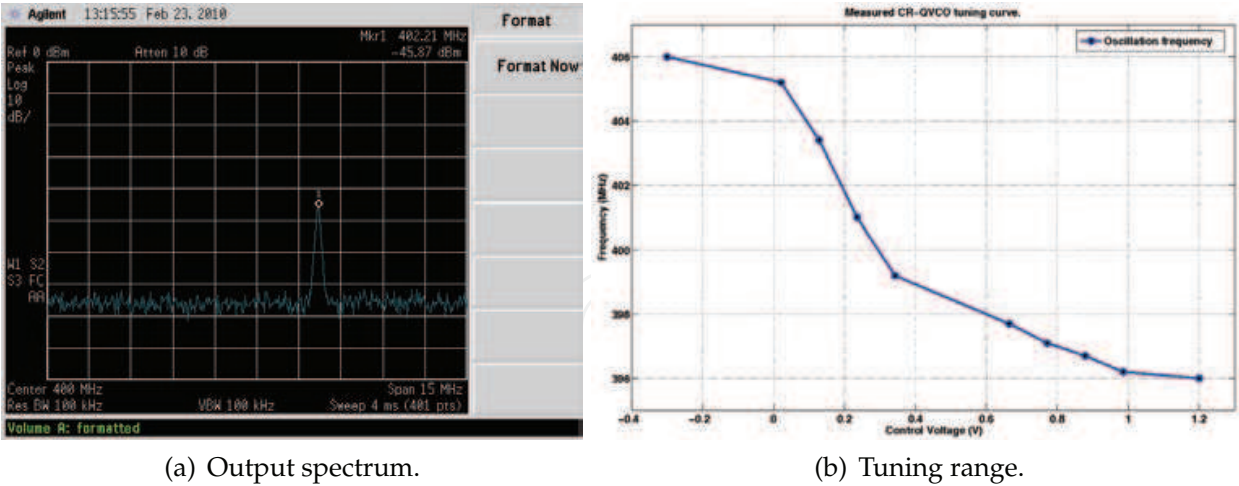 Agilent 13:15:55 Feb 23, 2010
Mkr1 402.21 MHz
Ref 0 dBm Atten 10 dB -45.87 dBm
Peak
Log
10
dB/
1
W1 S2
S3 FC
AA
Center 400 MHz Span 15 MHz
Res BW 100 kHz VBW 100 kHz Sweep 4 ms (401 pts)
Volume A: formatted
Format
Format Now
(a) Output spectrum.
Measured CR-QVCO tuning curve.
Oscillation frequency
406
404
402
400
398
396
Frequency (MHz)
-0.4 -0.2 0 0.2 0.4 0.6 0.8 1 1.2
Control Voltage (V)
(b) Tuning range.